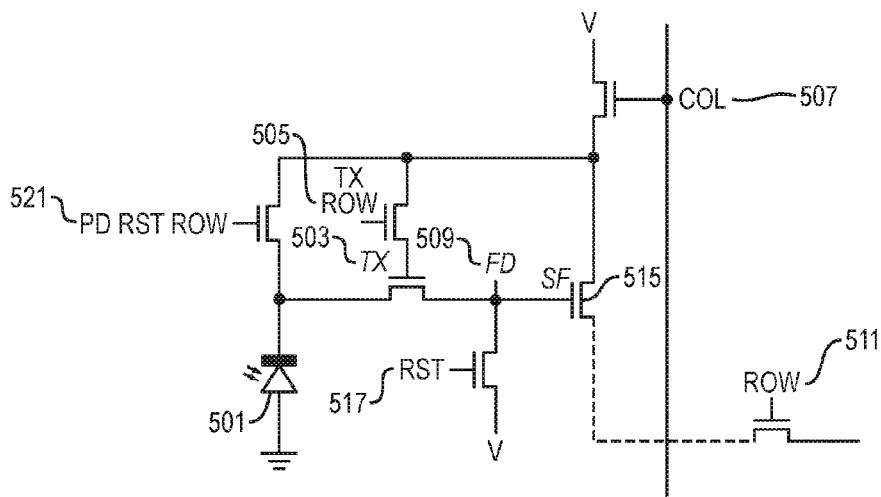 V
COL 507
505
TX
ROW
521
PD RST ROW
503
TX
509
FD
SF
515
511
ROW
RST
517
501
V